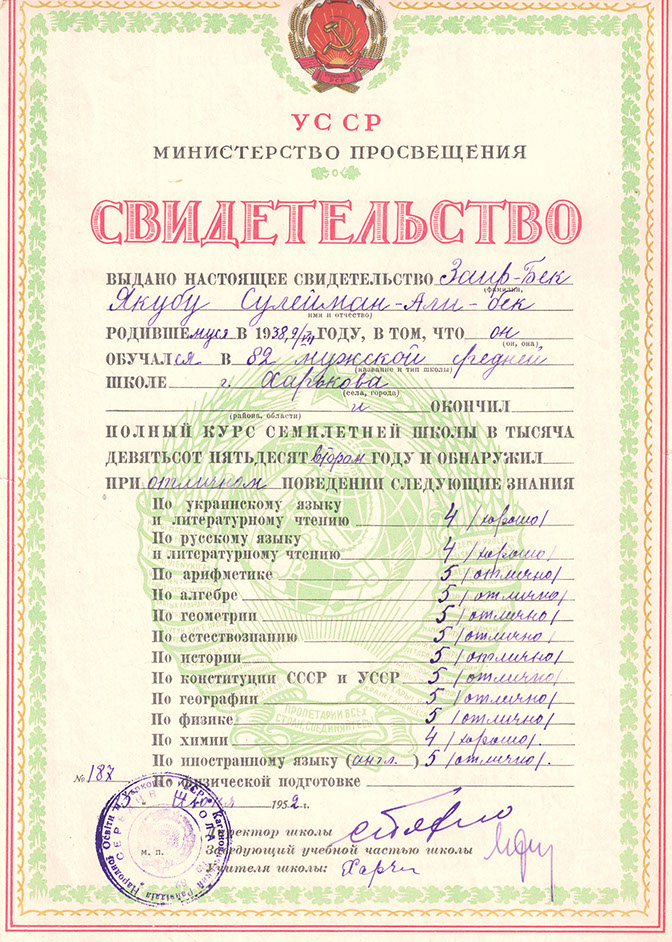 УССР
МИНИСТЕРСТВО ПРОСВЕЩЕНИЯ
СВИДЕТЕЛЬСТВО
ВЫДАНО НАСТОЯЩЕЕ СВИДЕТЕЛЬСТВО Заир-Бек
(фамилия,
Якубу Сулейман-Али-бек
имя и отчество)
РОДИВШЕмуся В 1938, 9/VII ГОДУ, В ТОМ, ЧТО он
(он, она)
ОБУЧАЛся В 82 мужской средней
(название и тип школы)
ШКОЛЕ г. Харькова
(села, города)
и ОКОНЧИЛ
(района, области)
ПОЛНЫЙ КУРС СЕМИЛЕТНЕЙ ШКОЛЫ В ТЫСЯЧА
ДЕВЯТЬСОТ ПЯТЬДЕСЯТ втором ГОДУ И ОБНАРУЖИЛ
ПРИ отличном ПОВЕДЕНИИ СЛЕДУЮЩИЕ ЗНАНИЯ
По украинскому языку
и литературному чтению 4 /хорошо/
По русскому языку
и литературному чтению 4 /хорошо/
По арифметике 5 /отлично/
По алгебре 5 /отлично/
По геометрии 5 /отлично/
По естествознанию 5 /отлично/
По истории 5 /отлично/
По конституции СССР и УССР 5 /отлично/
По географии 5 /отлично/
ПРОЛЕТАРИИ ВСЕХ
СТРАН, СОЕДИНЯЙТЕСЬ
По физике 5 /отлично/
По химии 4 /хорошо/.
По иностранному языку (англ.) 5 /отлично/.
№ 187 По физической подготовке
1952 г.
Директор школы
Заведующий учебной частью школы
Учителя школы:
м. п.